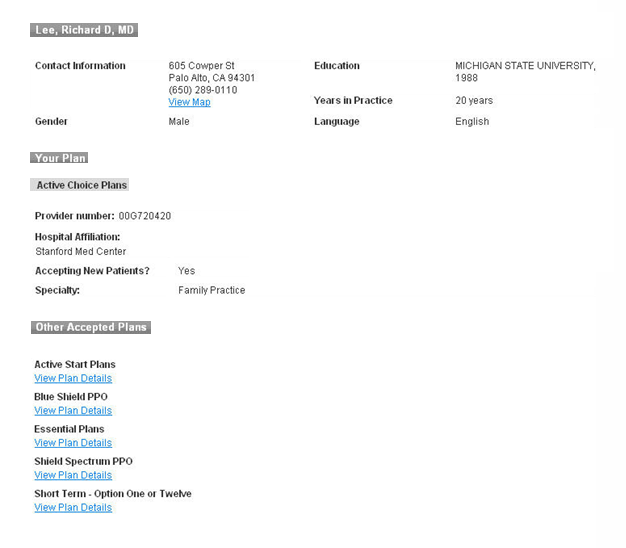 Lee, Richard D, MD
Contact Information
605 Cowper St
Palo Alto, CA 94301
(650) 289-0110
View Map
Education
MICHIGAN STATE UNIVERSITY,
1988
Years in Practice
20 years
Gender
Male
Language
English
Your Plan
Active Choice Plans
Provider number: 00G720420
Hospital Affiliation:
Stanford Med Center
Accepting New Patients? Yes
Specialty: Family Practice
Other Accepted Plans
Active Start Plans
View Plan Details
Blue Shield PPO
View Plan Details
Essential Plans
View Plan Details
Shield Spectrum PPO
View Plan Details
Short Term - Option One or Twelve
View Plan Details